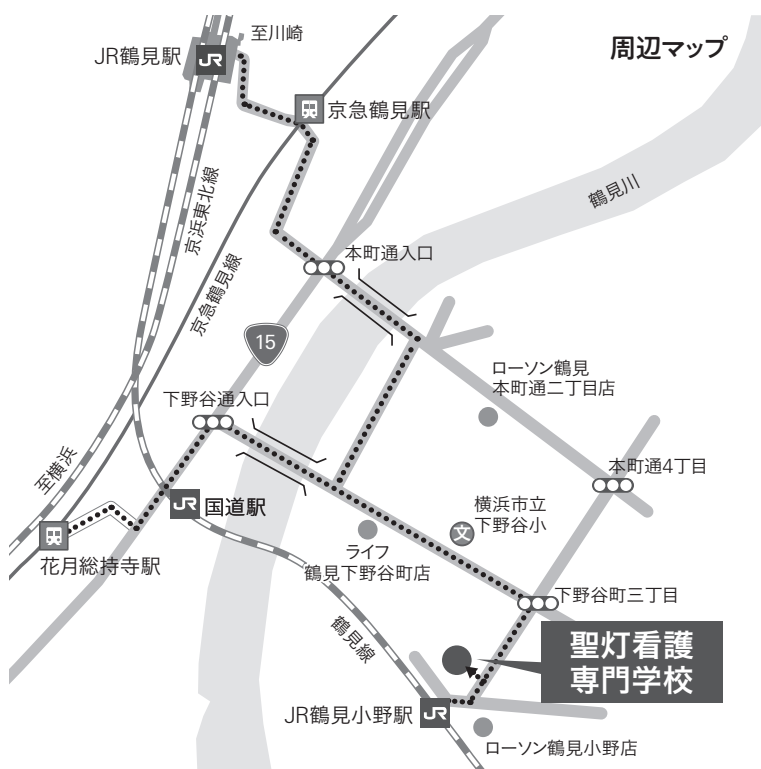 周辺マップ
至川崎
JR鶴見駅
JR
京急鶴見駅
鶴見川
京浜東北線
本町通入口
京急鶴見線
15
ローソン鶴見
本町通二丁目店
下野谷通入口
本町通4丁目
至横浜
JR
国道駅
横浜市立
下野谷小
文
花月総持寺駅
ライフ
鶴見下野谷町店
下野谷町三丁目
鶴見線
聖灯看護
専門学校
JR鶴見小野駅
JR
ローソン鶴見小野店